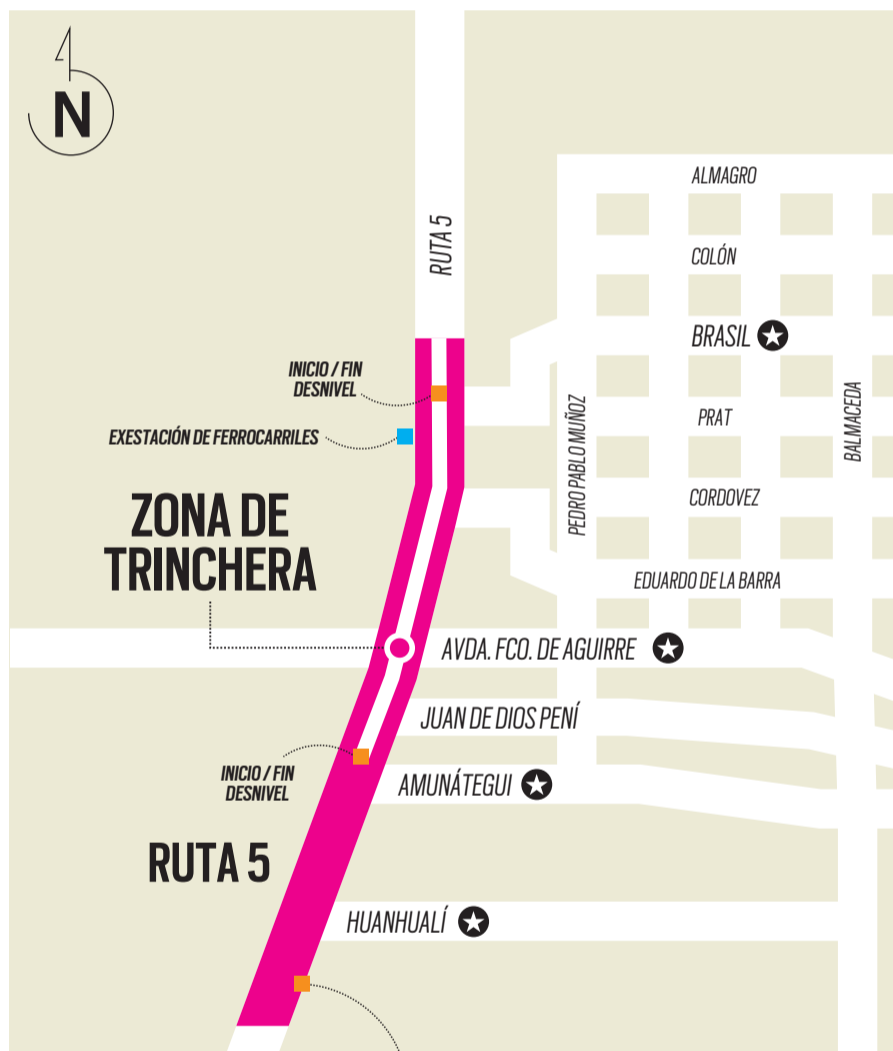 N
RUTA 5
ALMAGRO
COLÓN
BRASIL
INICIO / FIN
DESNIVEL
EXESTACIÓN DE FERROCARRILES
PEDRO PABLO MUÑOZ
PRAT
BALMACEDA
CORDOVEZ
ZONA DE
TRINCHERA
EDUARDO DE LA BARRA
AVDA. FCO. DE AGUIRRE
JUAN DE DIOS PENÍ
INICIO / FIN
DESNIVEL
AMUNÁTEGUI
RUTA 5
HUANHUALÍ